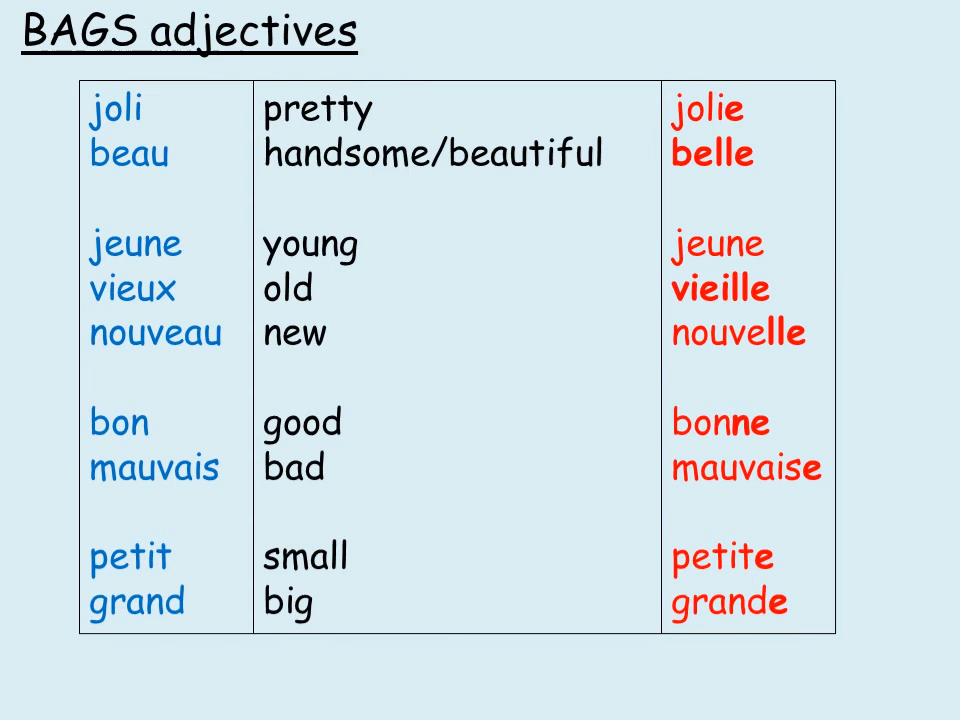 BAGS adjectives
joli pretty jolie
beau handsome/beautiful belle
jeune young jeune
vieux old vieille
nouveau new nouvelle
bon good bonne
mauvais bad mauvaise
petit small petite
grand big grande